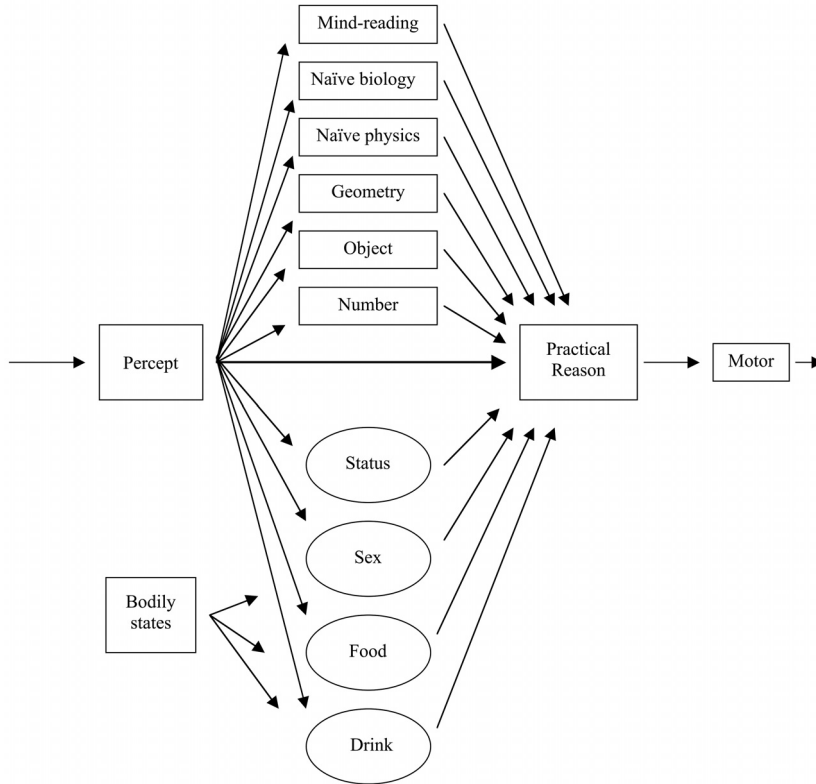 Mind-reading
Naïve biology
Naïve physics
Geometry
Object
Number
Percept
Practical
Reason
Motor
Status
Sex
Bodily
states
Food
Drink